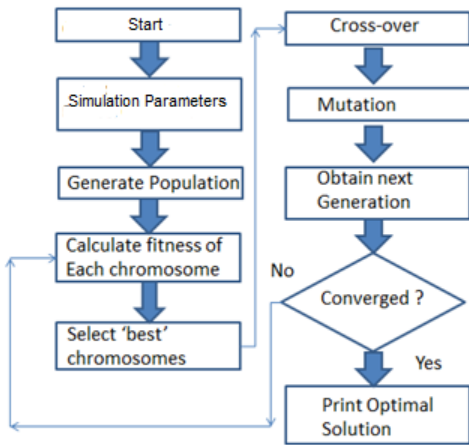 Start
Simulation Parameters
Generate Population
Calculate fitness of
Each chromosome
Select ‘best’
chromosomes
Cross-over
Mutation
Obtain next
Generation
Converged ?
No
Yes
Print Optimal
Solution